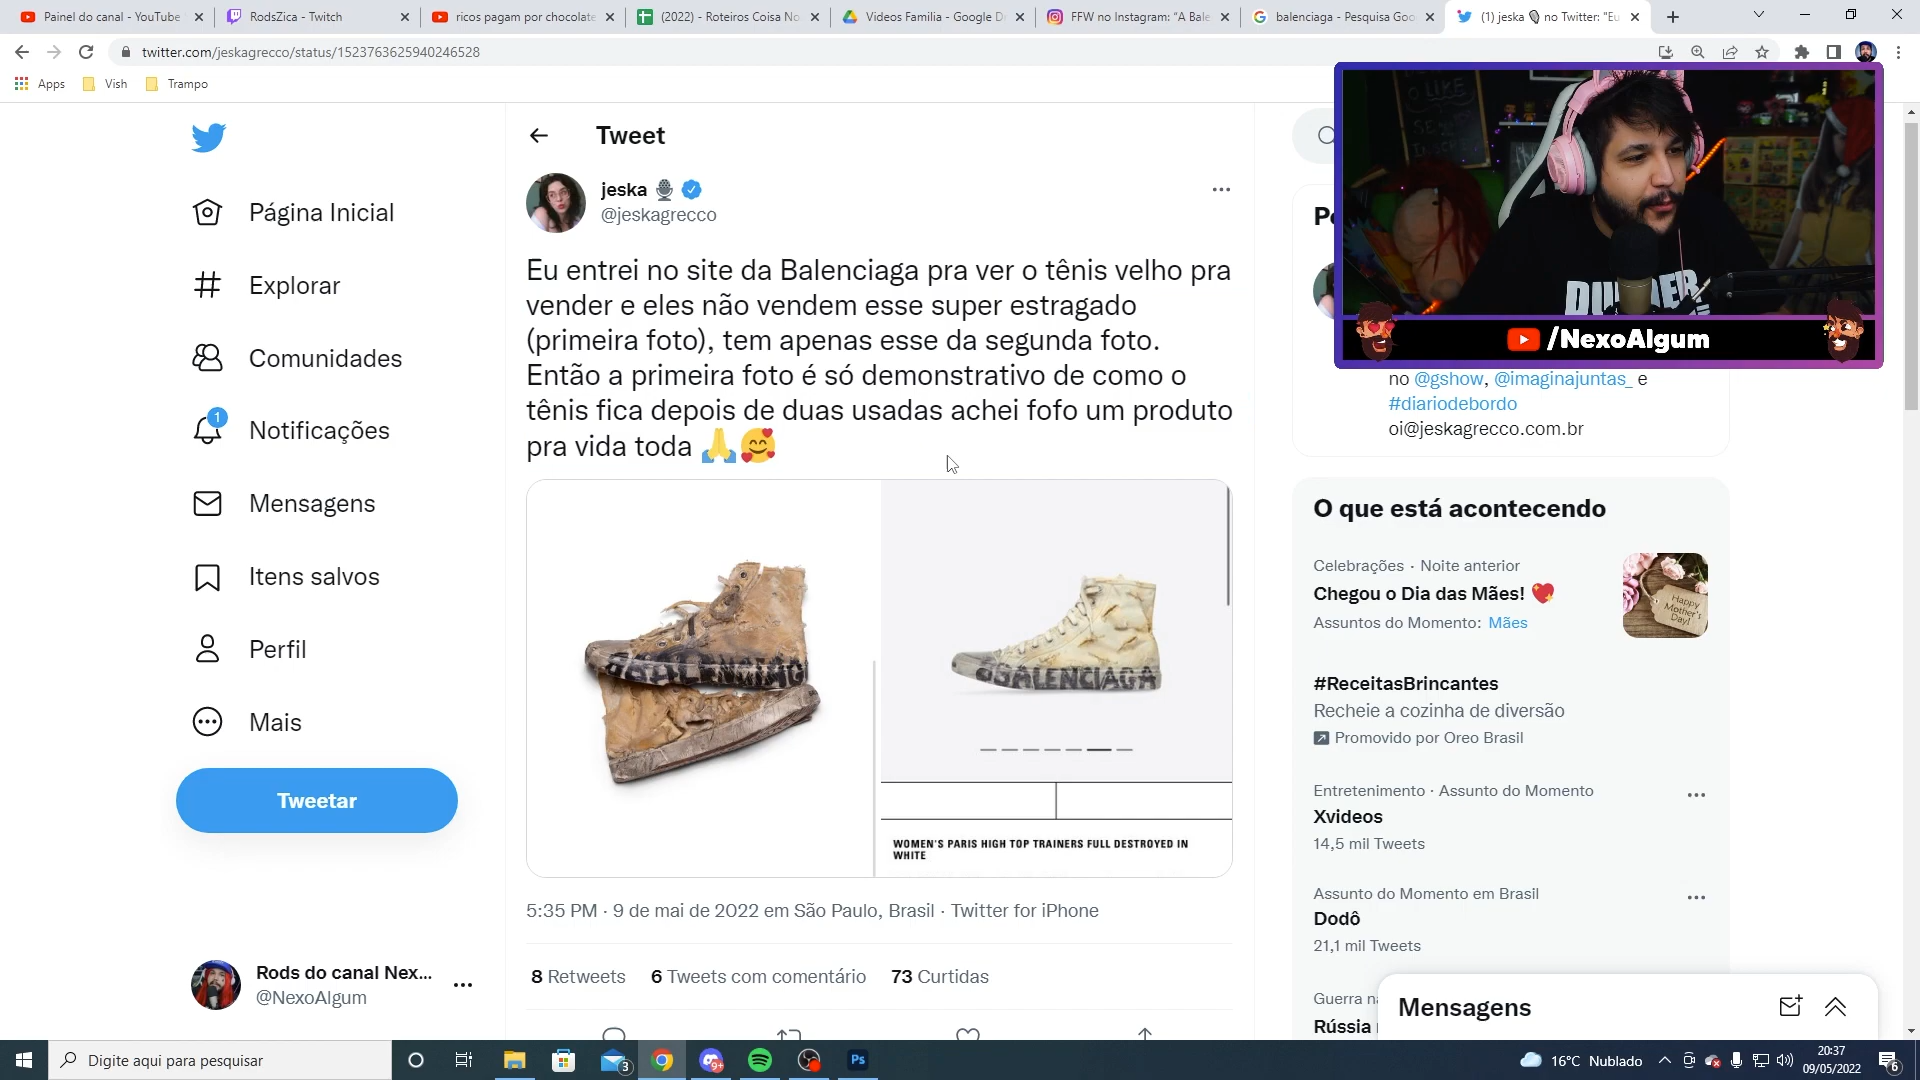 Painel do canal - YouTube
RodsZica - Twitch
ricos pagam por chocolate
(2022) - Roteiros Coisa No
Videos Familia - Google D
FFW no Instagram: “A Bale
balenciaga - Pesquisa Goo
(1) jeska 🎙 no Twitter: "Eu
twitter.com/jeskagrecco/status/1523763625940246528
Apps
Vish
Trampo
Tweet
jeska 🎙
@jeskagrecco
Eu entrei no site da Balenciaga pra ver o tênis velho pra
vender e eles não vendem esse super estragado
(primeira foto), tem apenas esse da segunda foto.
Então a primeira foto é só demonstrativo de como o
tênis fica depois de duas usadas achei fofo um produto
pra vida toda 🙏🥰
BALENCIAGA
WOMEN'S PARIS HIGH TOP TRAINERS FULL DESTROYED IN
WHITE
5:35 PM · 9 de mai de 2022 em São Paulo, Brasil · Twitter for iPhone
8 Retweets
6 Tweets com comentário
73 Curtidas
Página Inicial
Explorar
Comunidades
1
Notificações
Mensagens
Itens salvos
Perfil
Mais
Tweetar
Rods do canal Nex...
@NexoAlgum
/NexoAlgum
no @gshow, @imaginajuntas_ e
#diariodebordo
oi@jeskagrecco.com.br
O que está acontecendo
Celebrações · Noite anterior
Chegou o Dia das Mães! 💖
Assuntos do Momento: Mães
Happy
Mother's
Day!
#ReceitasBrincantes
Recheie a cozinha de diversão
Promovido por Oreo Brasil
Entretenimento · Assunto do Momento
Xvideos
14,5 mil Tweets
Assunto do Momento em Brasil
Dodô
21,1 mil Tweets
Guerra
Rússia
Mensagens
Digite aqui para pesquisar
3
9+
Ps
16°C Nublado
20:37
09/05/2022
6